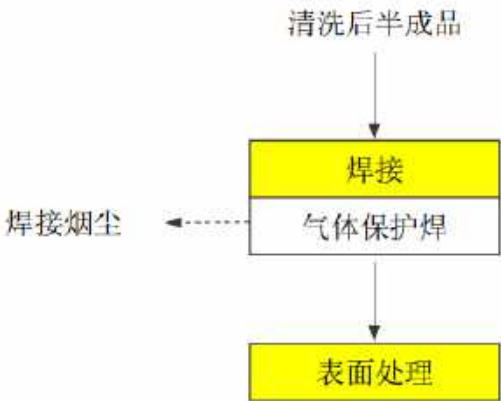 清洗后半成品
焊接
焊接烟尘
气体保护焊
表面处理